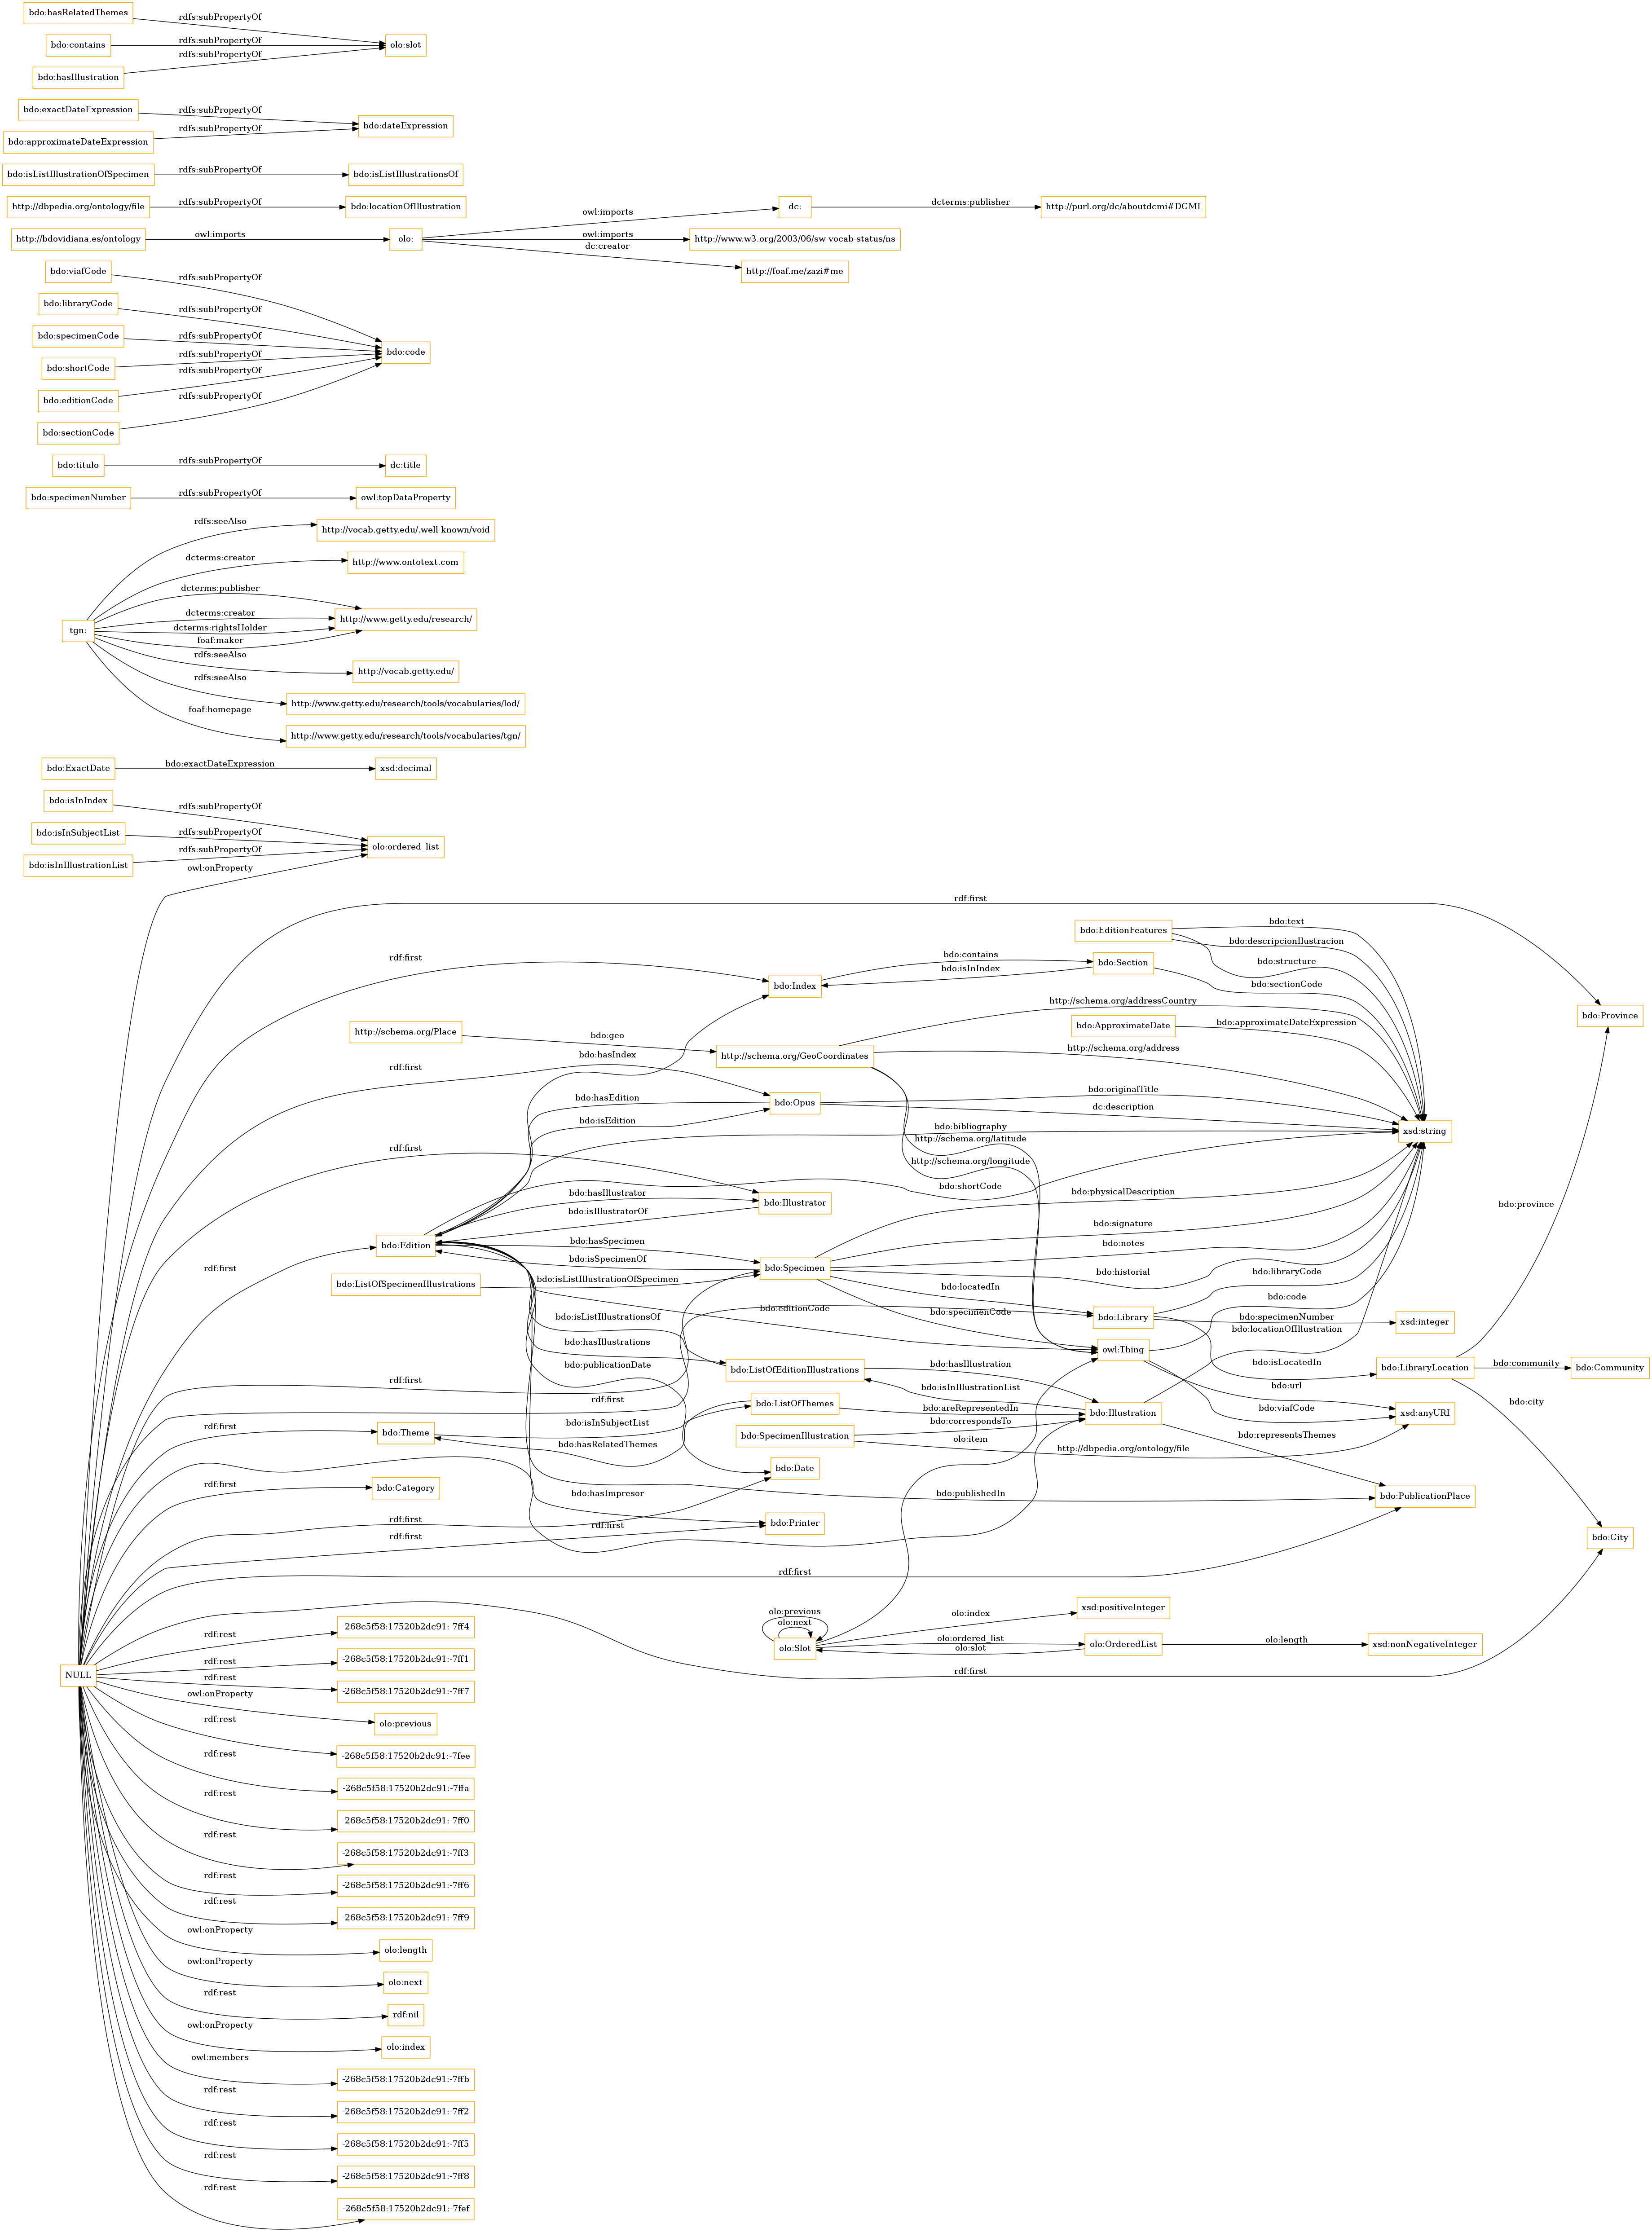 bdo:hasRelatedThemes
rdfs:subPropertyOf
bdo:contains
rdfs:subPropertyOf
olo:slot
rdfs:subPropertyOf
bdo:hasIllustration
bdo:exactDateExpression
rdfs:subPropertyOf
bdo:dateExpression
rdfs:subPropertyOf
bdo:approximateDateExpression
bdo:isListIllustrationOfSpecimen
rdfs:subPropertyOf
bdo:isListIllustrationsOf
http://dbpedia.org/ontology/file
rdfs:subPropertyOf
bdo:locationOfIllustration
owl:imports
dc:
dcterms:publisher
http://purl.org/dc/aboutdcmi#DCMI
http://bdovidiana.es/ontology
owl:imports
olo:
owl:imports
http://www.w3.org/2003/06/sw-vocab-status/ns
dc:creator
http://foaf.me/zazi#me
bdo:viafCode
rdfs:subPropertyOf
bdo:libraryCode
rdfs:subPropertyOf
bdo:specimenCode
rdfs:subPropertyOf
bdo:code
bdo:shortCode
rdfs:subPropertyOf
bdo:editionCode
rdfs:subPropertyOf
rdfs:subPropertyOf
bdo:sectionCode
bdo:titulo
rdfs:subPropertyOf
dc:title
bdo:specimenNumber
rdfs:subPropertyOf
owl:topDataProperty
rdfs:seeAlso
http://vocab.getty.edu/.well-known/void
dcterms:creator
http://www.ontotext.com
dcterms:publisher
dcterms:creator
http://www.getty.edu/research/
tgn:
dcterms:rightsHolder
foaf:maker
rdfs:seeAlso
http://vocab.getty.edu/
rdfs:seeAlso
http://www.getty.edu/research/tools/vocabularies/lod/
foaf:homepage
http://www.getty.edu/research/tools/vocabularies/tgn/
bdo:ExactDate
bdo:exactDateExpression
xsd:decimal
bdo:isInIndex
rdfs:subPropertyOf
bdo:isInSubjectList
rdfs:subPropertyOf
olo:ordered_list
rdfs:subPropertyOf
bdo:isInIllustrationList
owl:onProperty
rdf:first
bdo:EditionFeatures
bdo:text
bdo:descripcionIlustracion
rdf:first
bdo:contains
bdo:Section
bdo:structure
bdo:isInIndex
bdo:Index
bdo:sectionCode
http://schema.org/addressCountry
bdo:Province
bdo:ApproximateDate
bdo:approximateDateExpression
http://schema.org/Place
bdo:geo
http://schema.org/GeoCoordinates
http://schema.org/address
bdo:hasIndex
rdf:first
bdo:hasEdition
bdo:Opus
bdo:originalTitle
dc:description
bdo:isEdition
bdo:bibliography
xsd:string
http://schema.org/latitude
rdf:first
http://schema.org/longitude
bdo:shortCode
bdo:hasIllustrator
bdo:Illustrator
bdo:physicalDescription
bdo:isIllustratorOf
bdo:province
bdo:signature
bdo:Edition
bdo:hasSpecimen
bdo:notes
bdo:isSpecimenOf
bdo:Specimen
rdf:first
bdo:historial
bdo:libraryCode
bdo:ListOfSpecimenIllustrations
bdo:isListIllustrationOfSpecimen
bdo:locatedIn
bdo:code
bdo:editionCode
bdo:specimenCode
bdo:Library
bdo:specimenNumber
xsd:integer
bdo:isListIllustrationsOf
bdo:locationOfIllustration
bdo:hasIllustrations
owl:Thing
bdo:publicationDate
bdo:ListOfEditionIllustrations
bdo:hasIllustration
bdo:isLocatedIn
bdo:LibraryLocation
bdo:community
bdo:Community
rdf:first
bdo:isInIllustrationList
bdo:url
rdf:first
bdo:ListOfThemes
bdo:areRepresentedIn
bdo:Illustration
bdo:viafCode
xsd:anyURI
bdo:city
rdf:first
bdo:Theme
bdo:isInSubjectList
bdo:correspondsTo
bdo:SpecimenIllustration
olo:item
bdo:representsThemes
bdo:hasRelatedThemes
http://dbpedia.org/ontology/file
bdo:Date
rdf:first
bdo:Category
bdo:hasImpresor
bdo:publishedIn
bdo:PublicationPlace
rdf:first
rdf:first
bdo:Printer
rdf:first
bdo:City
rdf:first
olo:previous
olo:next
olo:index
xsd:positiveInteger
-268c5f58:17520b2dc91:-7ff4
rdf:rest
olo:Slot
olo:ordered_list
olo:slot
olo:OrderedList
olo:length
xsd:nonNegativeInteger
-268c5f58:17520b2dc91:-7ff1
rdf:rest
rdf:first
NULL
rdf:rest
-268c5f58:17520b2dc91:-7ff7
owl:onProperty
olo:previous
rdf:rest
-268c5f58:17520b2dc91:-7fee
rdf:rest
-268c5f58:17520b2dc91:-7ffa
rdf:rest
-268c5f58:17520b2dc91:-7ff0
rdf:rest
-268c5f58:17520b2dc91:-7ff3
rdf:rest
-268c5f58:17520b2dc91:-7ff6
rdf:rest
-268c5f58:17520b2dc91:-7ff9
owl:onProperty
olo:length
owl:onProperty
olo:next
rdf:rest
rdf:nil
owl:onProperty
olo:index
owl:members
-268c5f58:17520b2dc91:-7ffb
rdf:rest
-268c5f58:17520b2dc91:-7ff2
rdf:rest
-268c5f58:17520b2dc91:-7ff5
rdf:rest
-268c5f58:17520b2dc91:-7ff8
rdf:rest
-268c5f58:17520b2dc91:-7fef